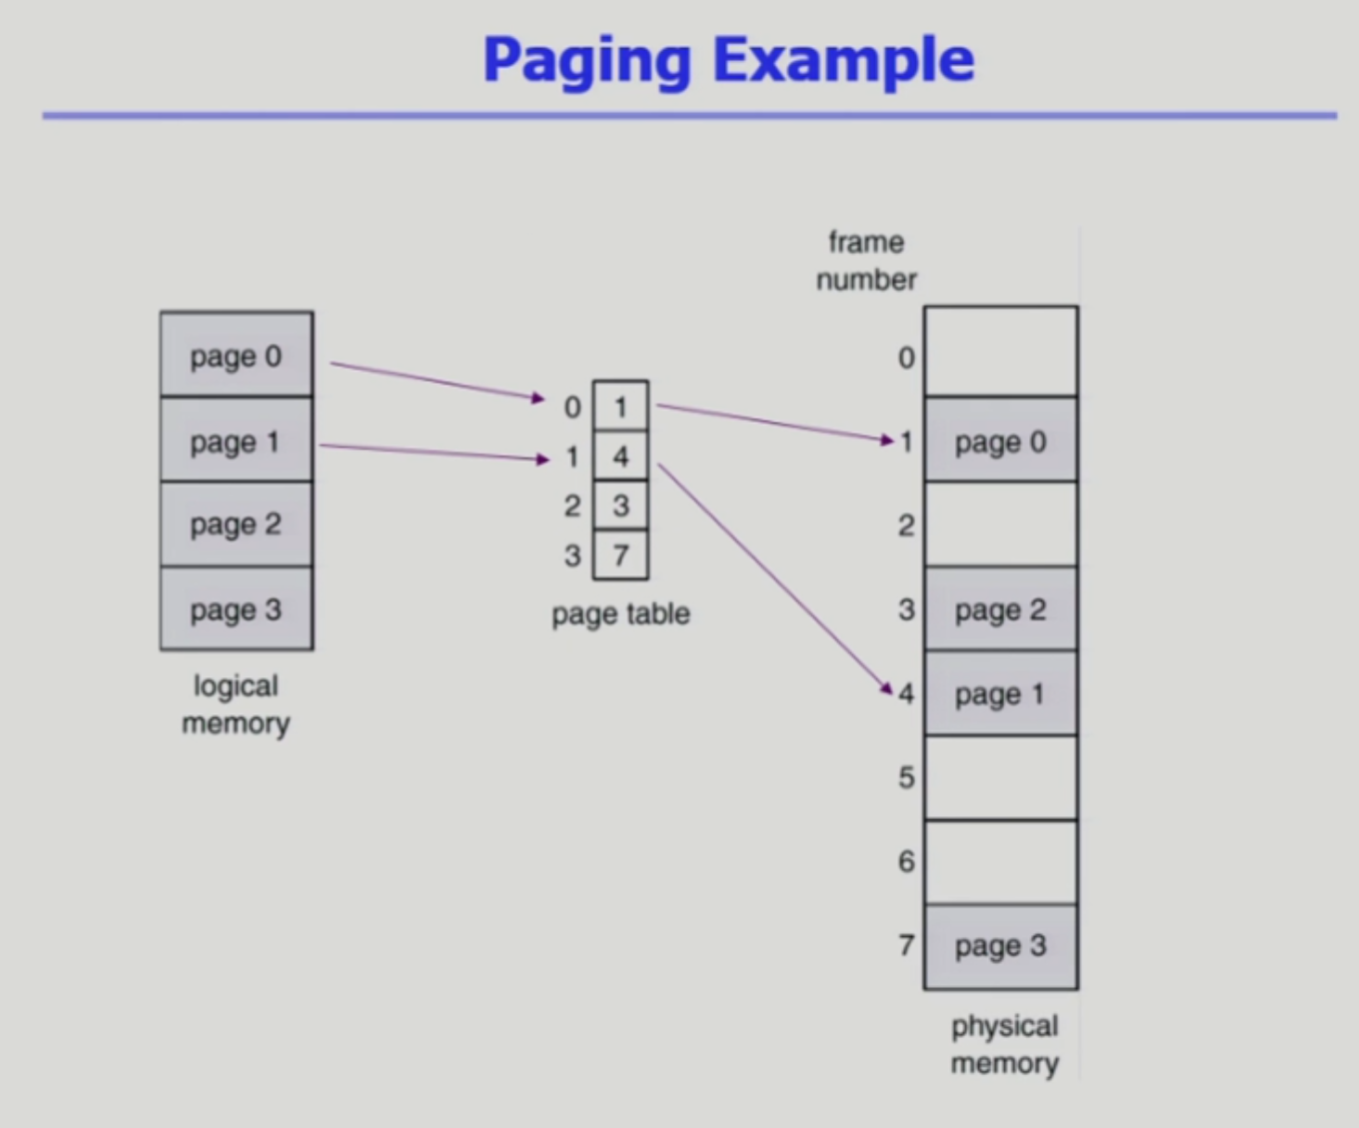 Paging Example
page 0
page 1
page 2
page 3
logical
memory
0 1
1 4
2 3
3 7
page table
frame
number
0
1 page 0
2
3 page 2
4 page 1
5
6
7 page 3
physical
memory